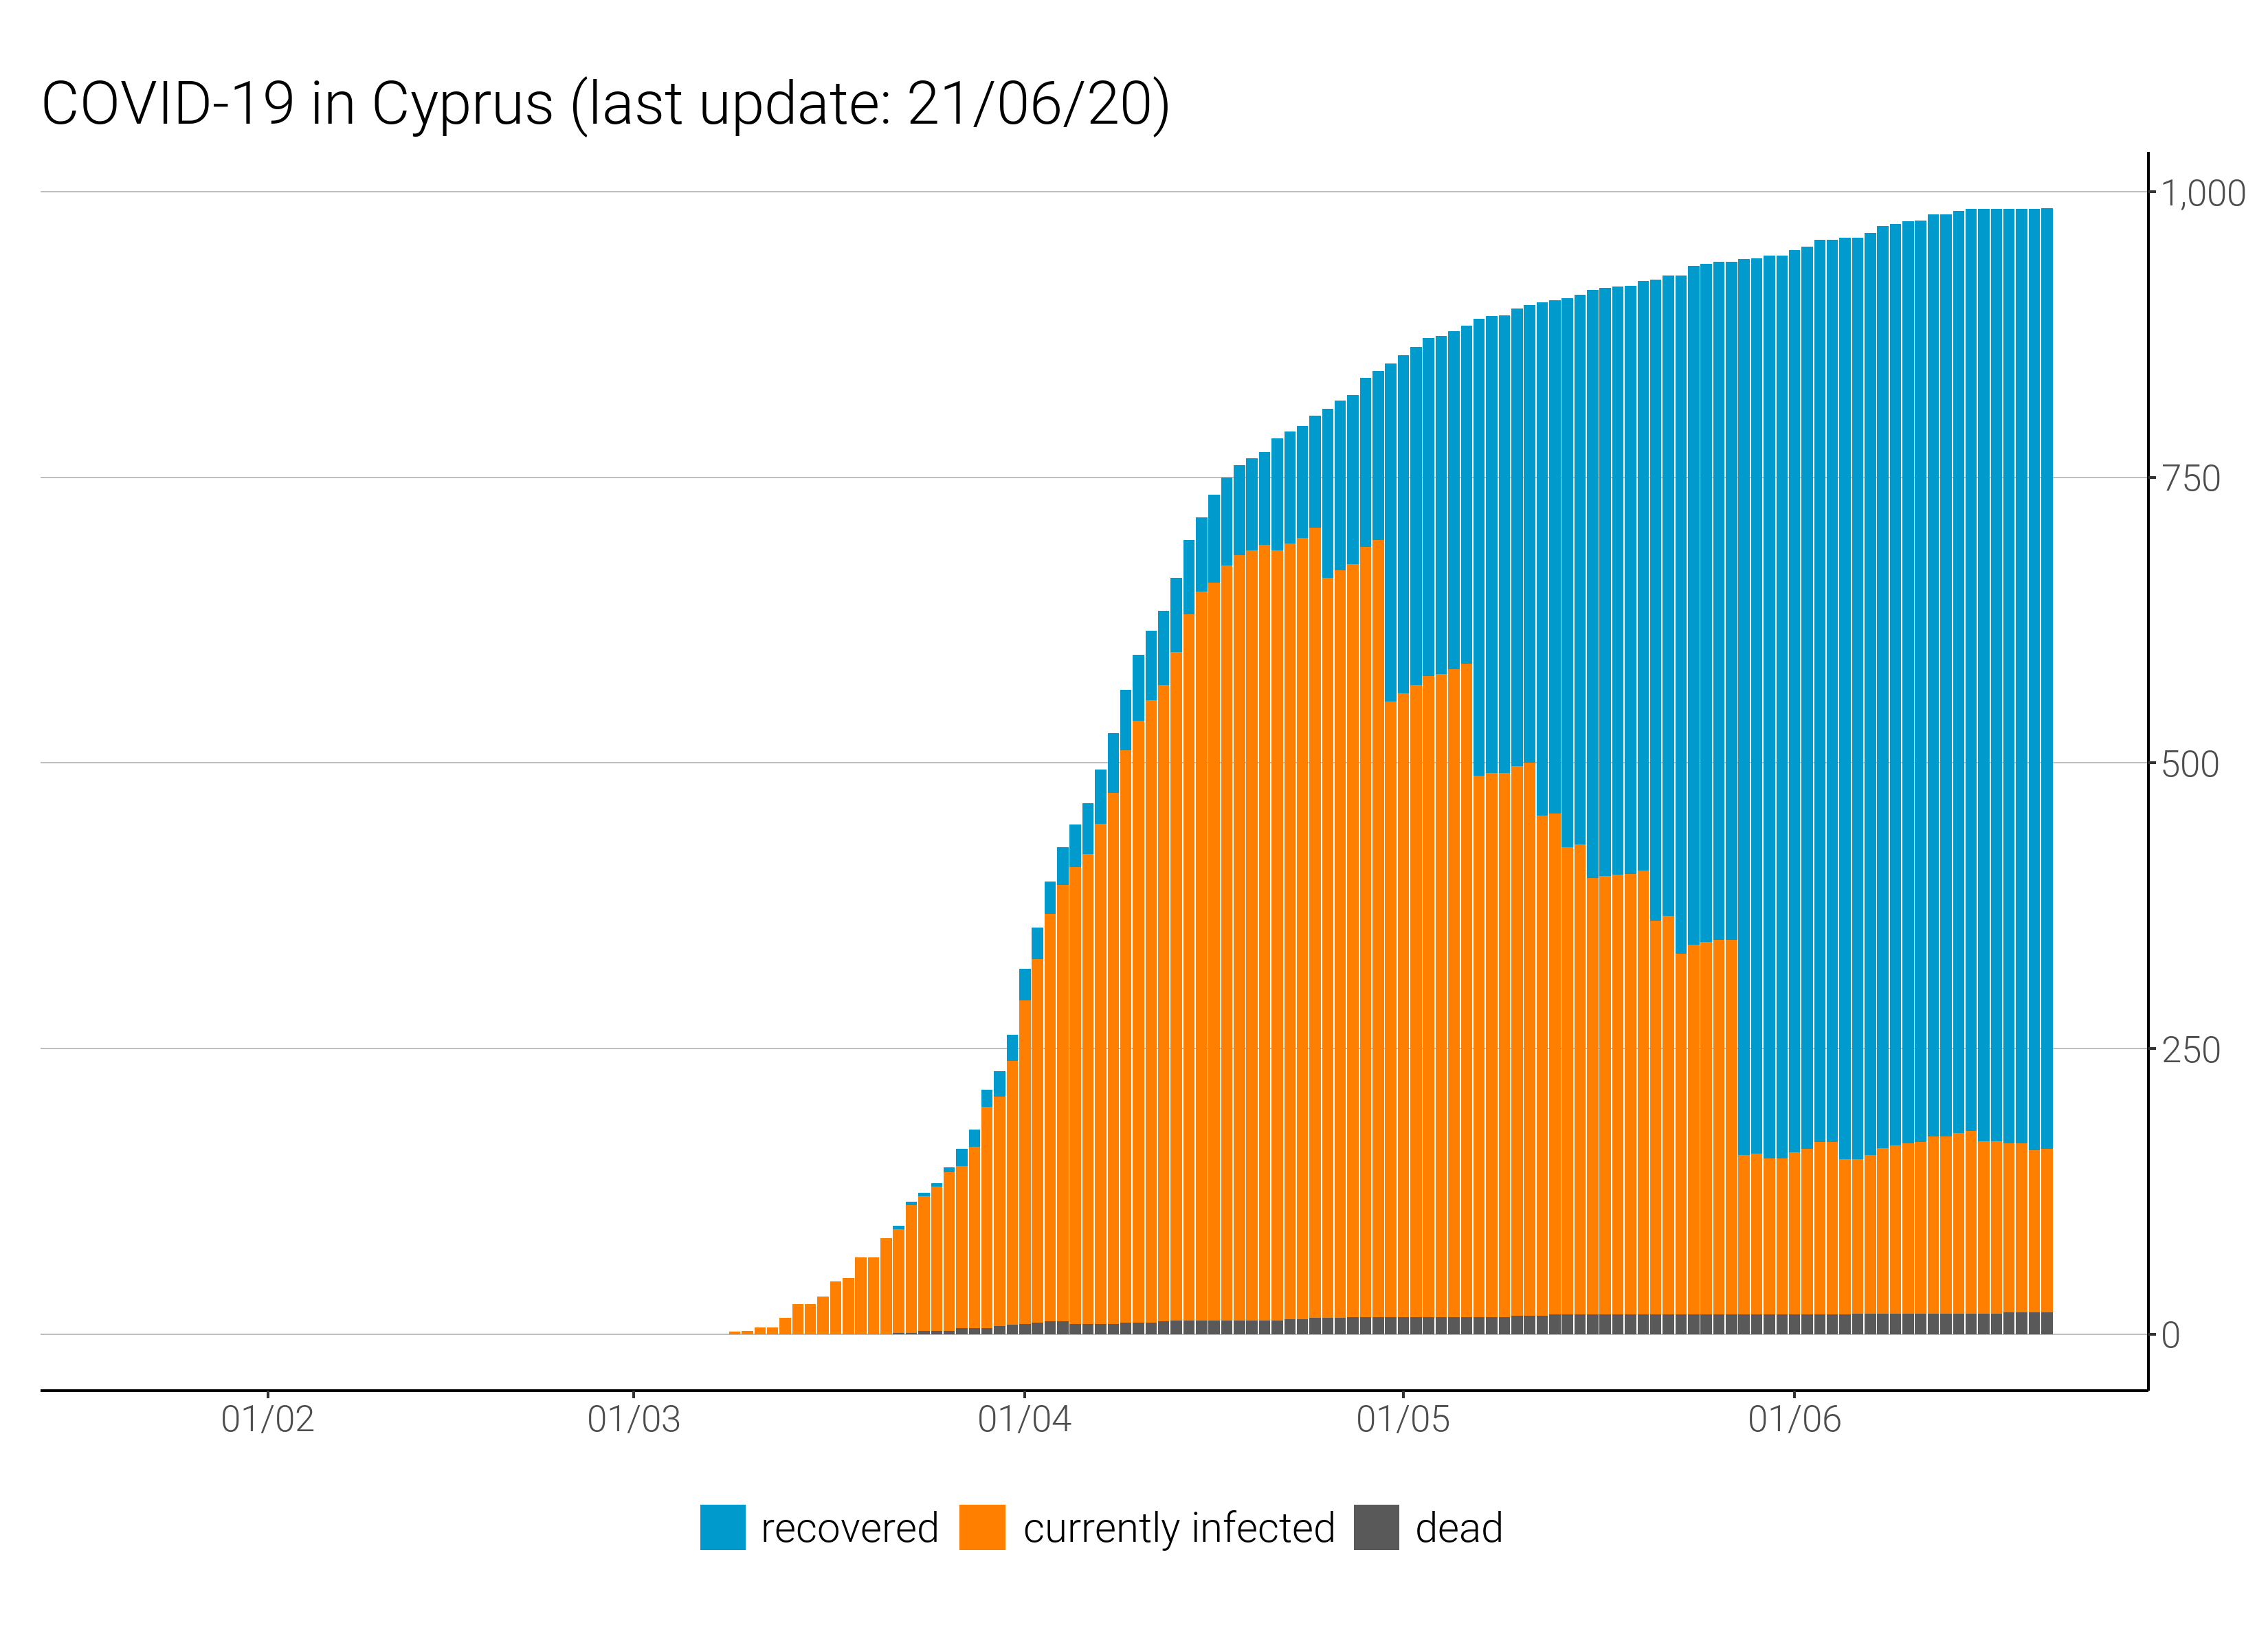 COVID-19 in Cyprus (last update: 21/06/20)
1,000
750
500
250
0
01/02 01/03 01/04 01/05 01/06
recovered currently infected dead